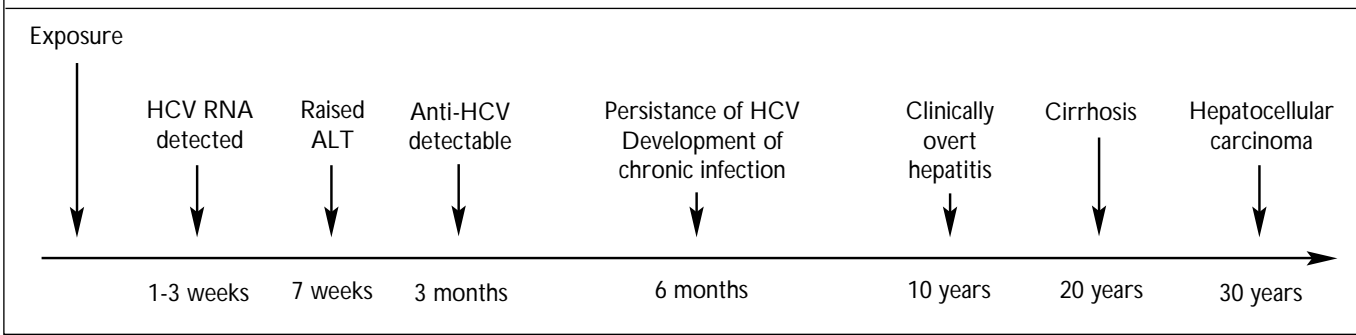 Exposure
HCV RNA
detected
Raised
ALT
Anti-HCV
detectable
Persistance of HCV
Development of
chronic infection
Clinically
overt
hepatitis
Cirrhosis
Hepatocellular
carcinoma
1-3 weeks
7 weeks
3 months
6 months
10 years
20 years
30 years